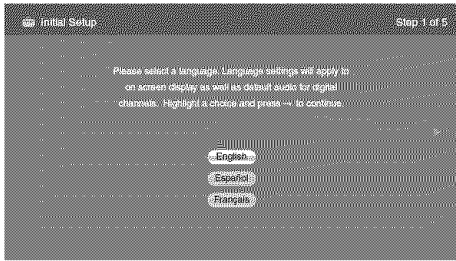 Initial Setup
Step 1 of 5
Please select a language. Language settings will apply to
on screen display as well as default audio for digital
channels. Highlight a choice and press → to continue.
English
Español
Français